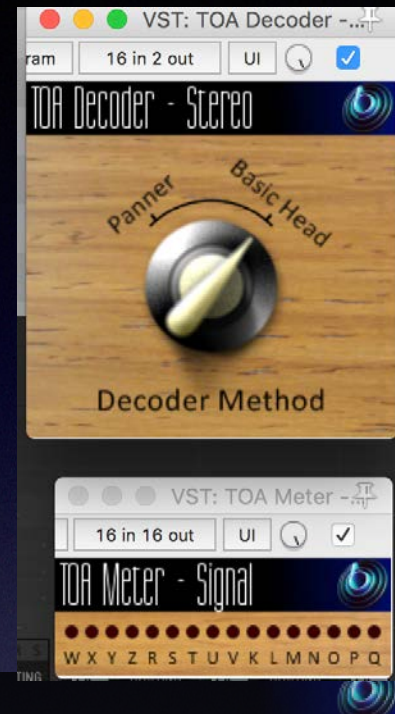 VST: TOA Decoder -...
ram 16 in 2 out UI
TOA Decoder - Stereo
Panner Basic Head
Decoder Method
VST: TOA Meter -...
16 in 16 out UI
TOA Meter - Signal
W X Y Z R S T U V K L M N O P Q
TING